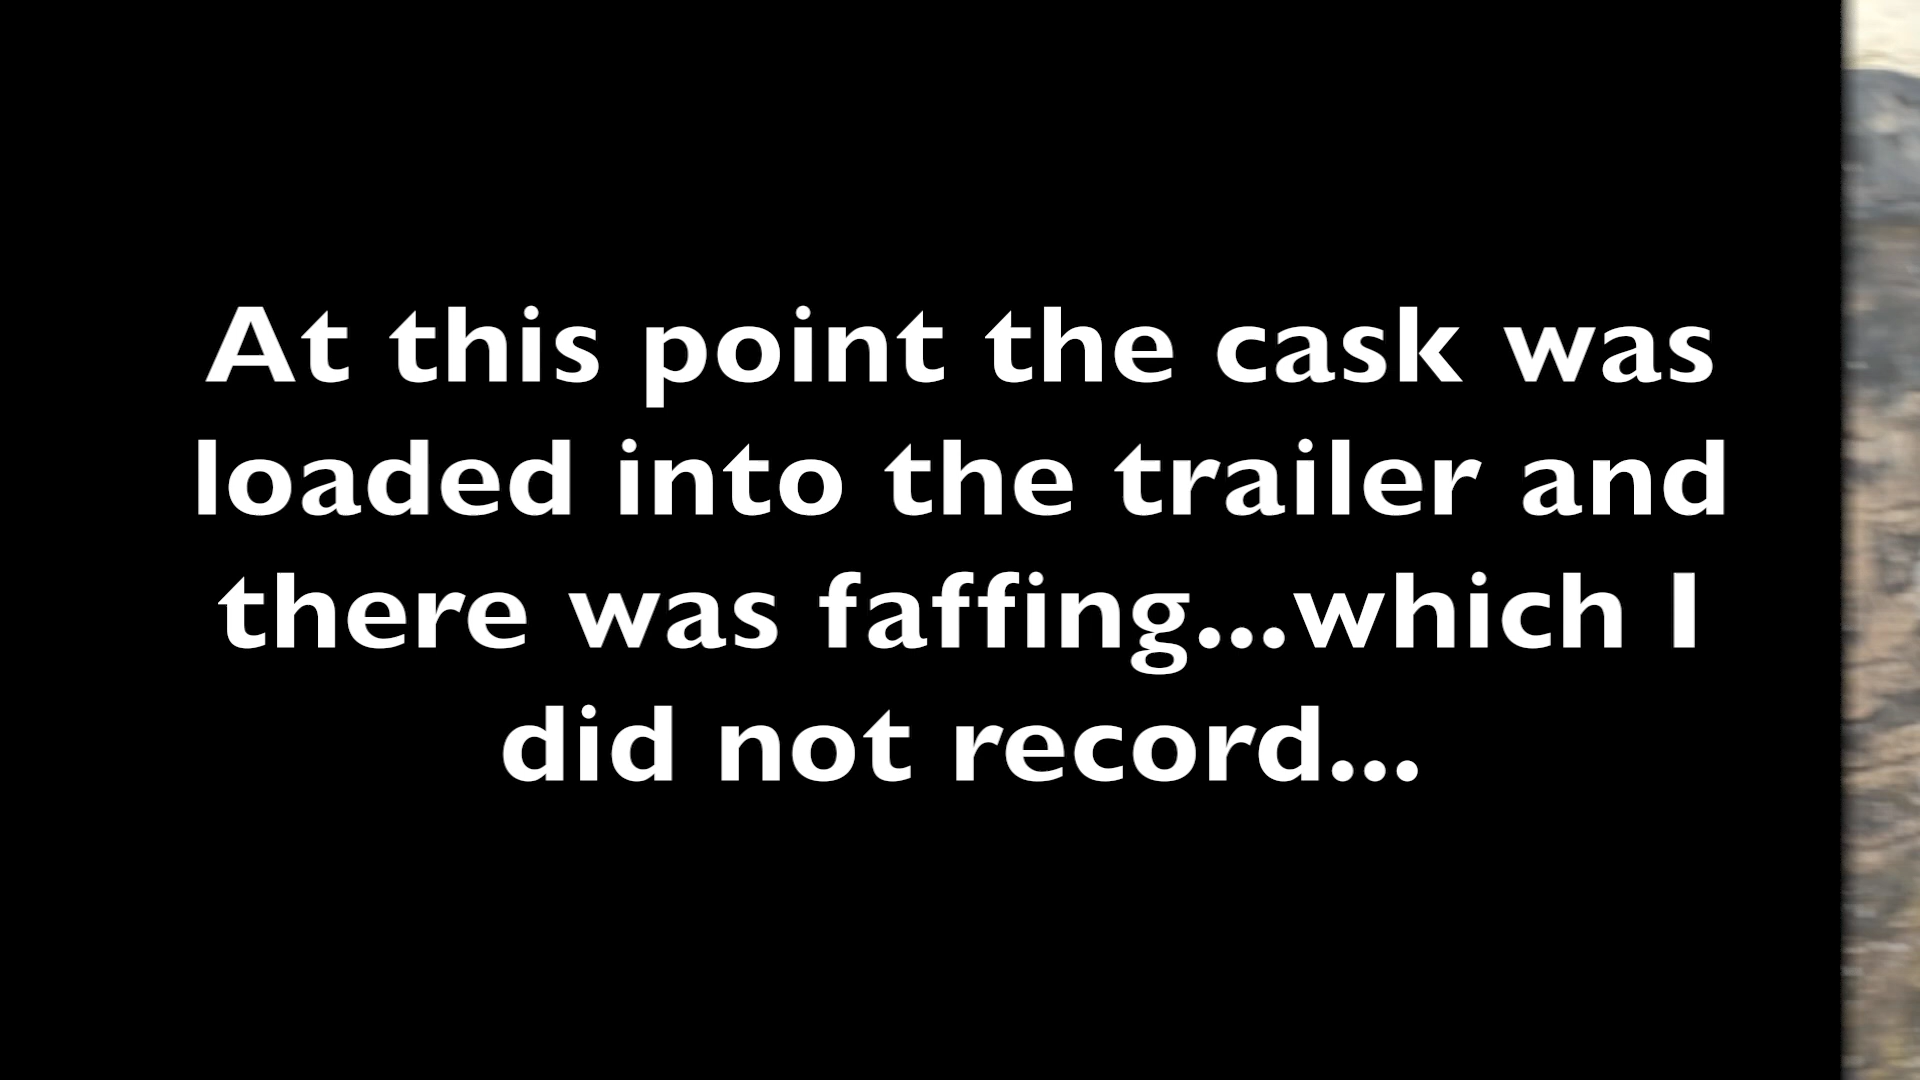 At this point the cask was
loaded into the trailer and
there was faffing...which I
did not record...